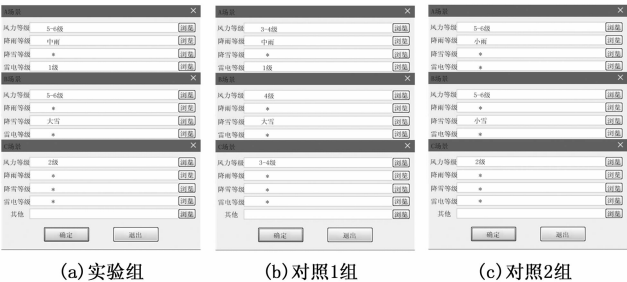 A场景 ×
风力等级 5-6级 浏览
降雨等级 中雨 浏览
降雪等级 * 浏览
雷电等级 1级 浏览
B场景 ×
风力等级 5-6级 浏览
降雨等级 * 浏览
降雪等级 大雪 浏览
雷电等级 * 浏览
C场景 ×
风力等级 2级 浏览
降雨等级 * 浏览
降雪等级 * 浏览
雷电等级 * 浏览
其他 浏览
确定 退出
(a)实验组
A场景 ×
风力等级 3-4级 浏览
降雨等级 中雨 浏览
降雪等级 * 浏览
雷电等级 1级 浏览
B场景 ×
风力等级 4级 浏览
降雨等级 * 浏览
降雪等级 大雪 浏览
雷电等级 * 浏览
C场景 ×
风力等级 3-4级 浏览
降雨等级 * 浏览
降雪等级 * 浏览
雷电等级 * 浏览
其他 浏览
确定 退出
(b)对照1组
A场景 ×
风力等级 5-6级 浏览
降雨等级 小雨 浏览
降雪等级 * 浏览
雷电等级 * 浏览
B场景 ×
风力等级 5-6级 浏览
降雨等级 * 浏览
降雪等级 小雪 浏览
雷电等级 * 浏览
C场景 ×
风力等级 2级 浏览
降雨等级 * 浏览
降雪等级 * 浏览
雷电等级 * 浏览
其他 浏览
确定 退出
(c)对照2组